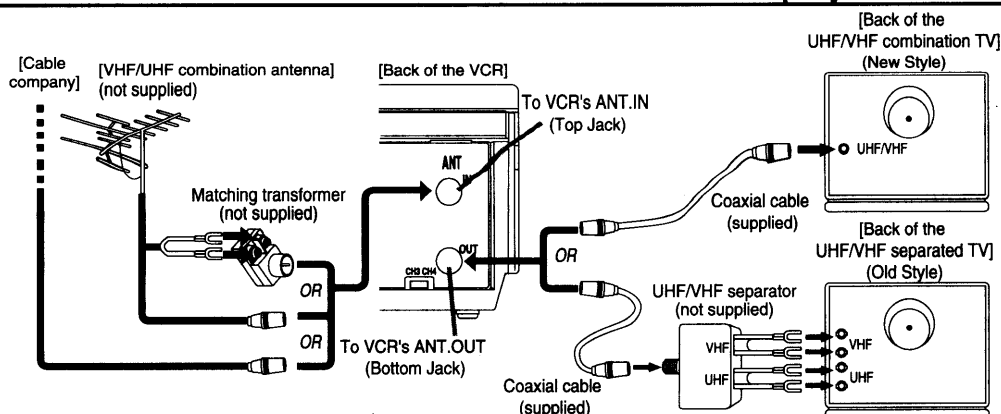 [Cable
company]
[VHF/UHF combination antenna]
(not supplied)
Matching transformer
(not supplied)
OR
OR
[Back of the VCR]
To VCR's ANT.IN
(Top Jack)
ANT
IN
OUT
CH3 CH4
To VCR's ANT.OUT
(Bottom Jack)
OR
Coaxial cable
(supplied)
[Back of the
UHF/VHF combination TV]
(New Style)
UHF/VHF
Coaxial cable
(supplied)
UHF/VHF separator
(not supplied)
VHF
UHF
[Back of the
UHF/VHF separated TV]
(Old Style)
VHF
UHF